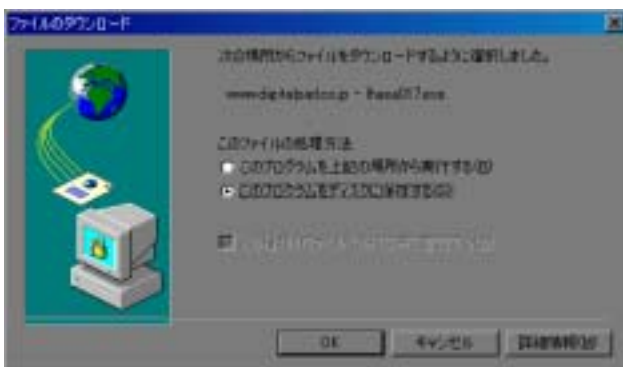 ファイルのダウンロード
次の場所からファイルをダウンロードするように選択しました。
このファイルの処理方法
このプログラムを上記の場所から実行する(R)
このプログラムをディスクに保存する(S)
OK
キャンセル
詳細情報(M)